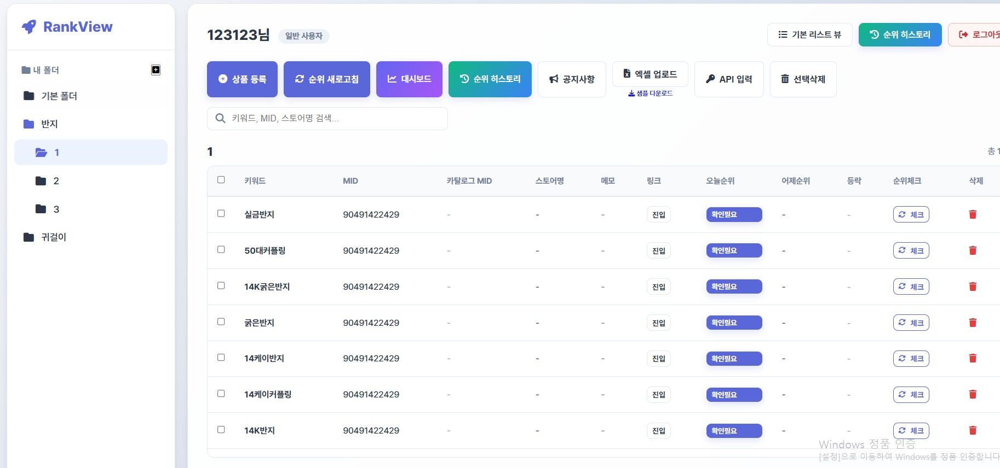 RankView
내 폴더
기본 폴더
반지
1
2
3
귀걸이
123123님 일반 사용자
기본 리스트 뷰 순위 히스토리 로그아웃
상품 등록 순위 새로고침 대시보드 순위 히스토리 공지사항 엑셀 업로드 API 입력 선택삭제
샘플 다운로드
키워드, MID, 스토어명 검색...
1 총 1
키워드 MID 카탈로그 MID 스토어명 메모 링크 오늘순위 어제순위 등락 순위체크 삭제
실금반지 90491422429 - - - 진입 확인필요 - - 체크
50대커플링 90491422429 - - - 진입 확인필요 - - 체크
14K굵은반지 90491422429 - - - 진입 확인필요 - - 체크
굵은반지 90491422429 - - - 진입 확인필요 - - 체크
14케이반지 90491422429 - - - 진입 확인필요 - - 체크
14케이커플링 90491422429 - - - 진입 확인필요 - - 체크
14K반지 90491422429 - - - 진입 확인필요 - - 체크
Windows 정품 인증
[설정]으로 이동하여 Windows를 정품 인증합니다